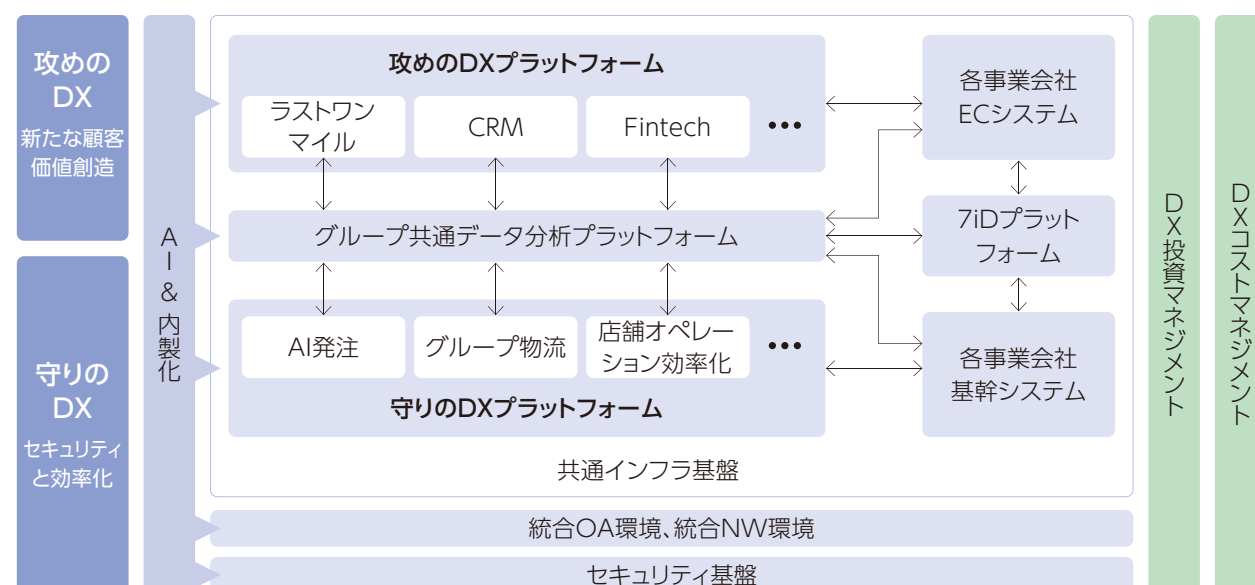 攻めの
DX
新たな顧客
価値創造
守りの
DX
セキュリティ
と効率化
AI&内製化
攻めのDXプラットフォーム
ラストワン
マイル
CRM
Fintech
•••
グループ共通データ分析プラットフォーム
AI発注
グループ物流
店舗オペレー
ション効率化
•••
守りのDXプラットフォーム
各事業会社
ECシステム
7iDプラット
フォーム
各事業会社
基幹システム
共通インフラ基盤
統合OA環境、統合NW環境
セキュリティ基盤
DX投資マネジメント
DXコストマネジメント